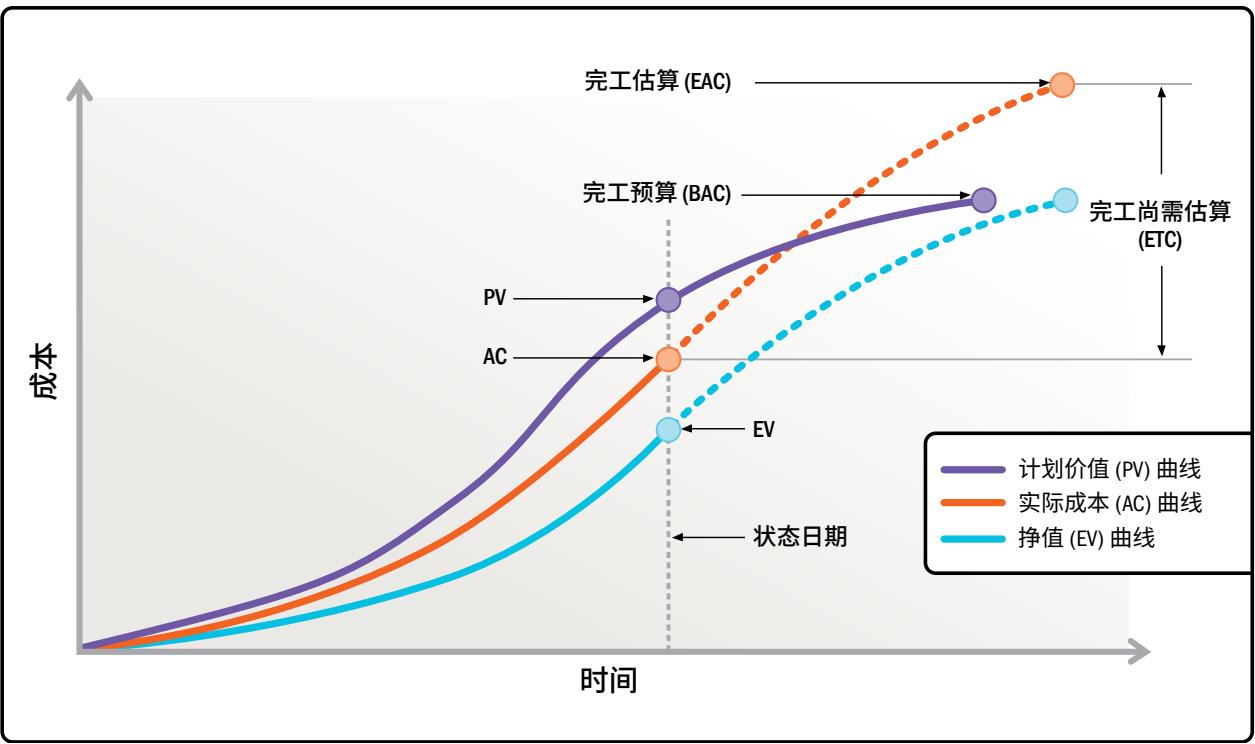 完工估算 (EAC)
完工预算 (BAC)
完工尚需估算
(ETC)
PV
AC
成本
EV
计划价值 (PV) 曲线
实际成本 (AC) 曲线
挣值 (EV) 曲线
状态日期
时间